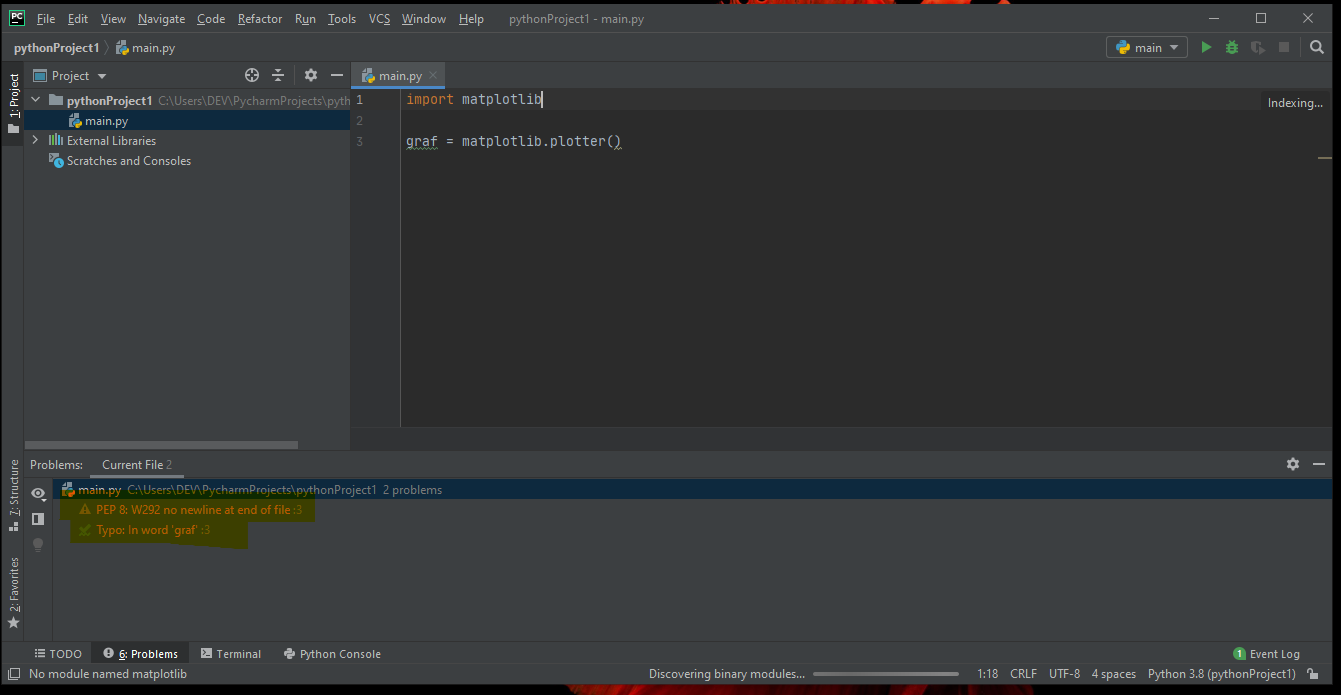 PC File Edit View Navigate Code Refactor Run Tools VCS Window Help pythonProject1 - main.py
pythonProject1 main.py main
1: Project
Project
pythonProject1 C:\Users\DEV\PycharmProjects\pyth
main.py
External Libraries
Scratches and Consoles
main.py
1 import matplotlib
2
3 graf = matplotlib.plotter()
Indexing...
Problems: Current File 2
main.py C:\Users\DEV\PycharmProjects\pythonProject1 2 problems
PEP 8: W292 no newline at end of file :3
Typo: In word 'graf' :3
7: Structure
2: Favorites
TODO 6: Problems Terminal Python Console 1 Event Log
No module named matplotlib Discovering binary modules... 1:18 CRLF UTF-8 4 spaces Python 3.8 (pythonProject1)